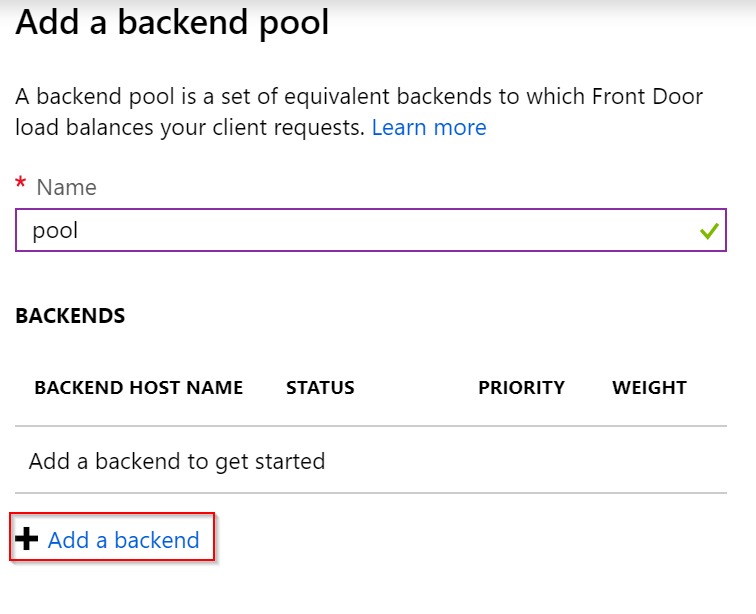 Add a backend pool
A backend pool is a set of equivalent backends to which Front Door
load balances your client requests. Learn more
* Name
pool
BACKENDS
BACKEND HOST NAME STATUS PRIORITY WEIGHT
Add a backend to get started
Add a backend